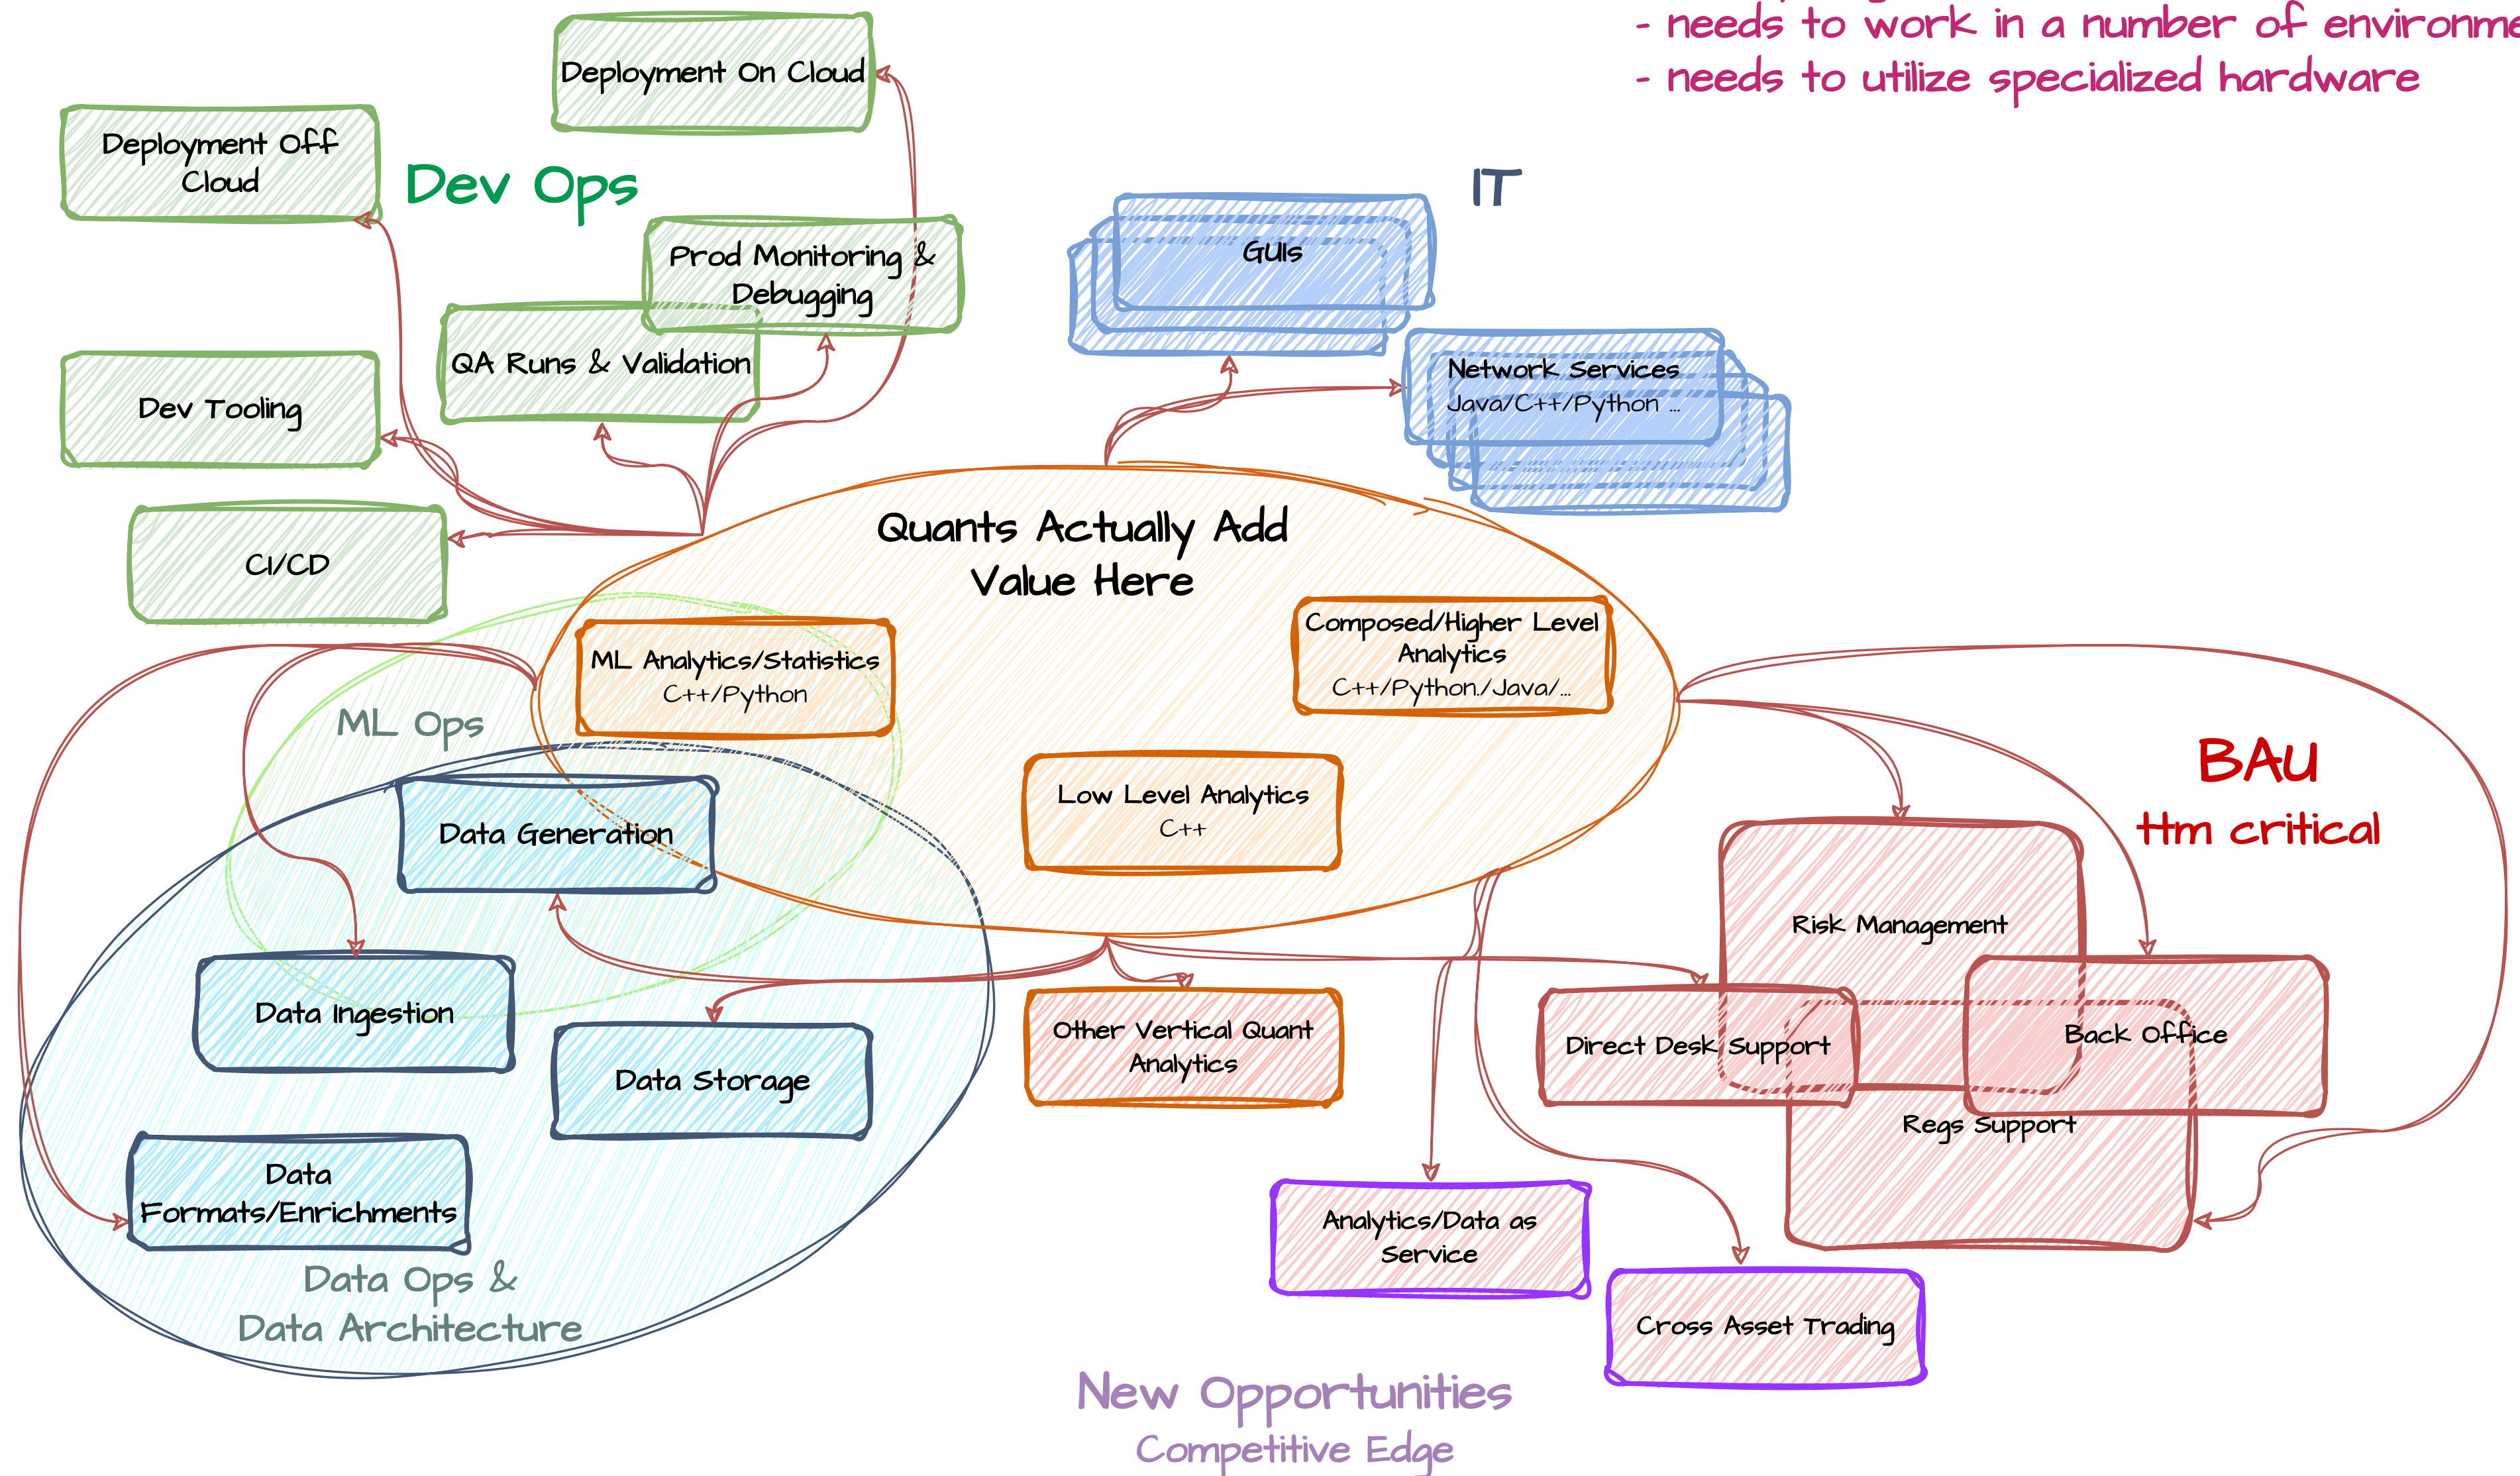 - needs to work in a number of environme
- needs to utilize specialized hardware
Deployment On Cloud
Deployment Off
Cloud
Dev Ops
IT
Prod Monitoring &
Debugging
GUIs
QA Runs & Validation
Network Services
Java/C++/Python ...
Dev Tooling
CI/CD
Quants Actually Add
Value Here
ML Analytics/Statistics
C++/Python
Composed/Higher Level
Analytics
C++/Python./Java/...
ML Ops
Low Level Analytics
C++
Data Generation
BAU
ttm critical
Risk Management
Data Ingestion
Other Vertical Quant
Analytics
Direct Desk Support
Back Office
Data Storage
Regs Support
Data
Formats/Enrichments
Analytics/Data as
Service
Data Ops &
Data Architecture
Cross Asset Trading
New Opportunities
Competitive Edge